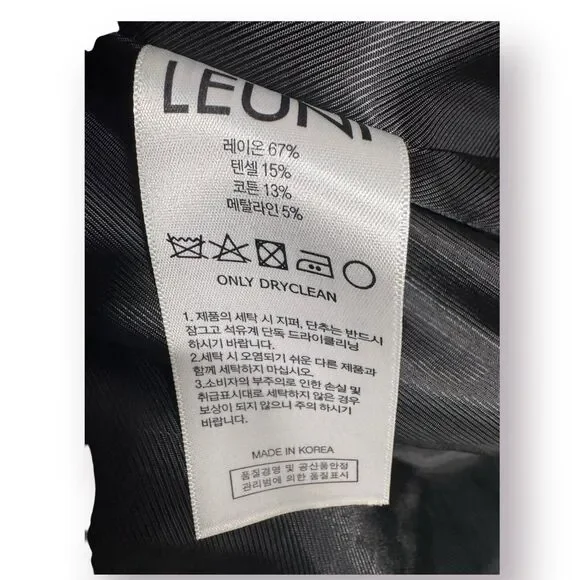 LEONI
레이온 67%
텐셀 15%
코튼 13%
메탈라인 5%
ONLY DRYCLEAN
1. 제품의 세탁 시 지퍼, 단추는 반드시
잠그고 석유계 단독 드라이클리닝
하시기 바랍니다.
2.세탁 시 오염되기 쉬운 다른 제품과
함께 세탁하지 마십시오.
3.소비자의 부주의로 인한 손실 및
취급표시대로 세탁하지 않은 경우
보상이 되지 않으니 주의 하시기
바랍니다.
MADE IN KOREA
품질경영 및 공산품안정
관리법에 의한 품질표시